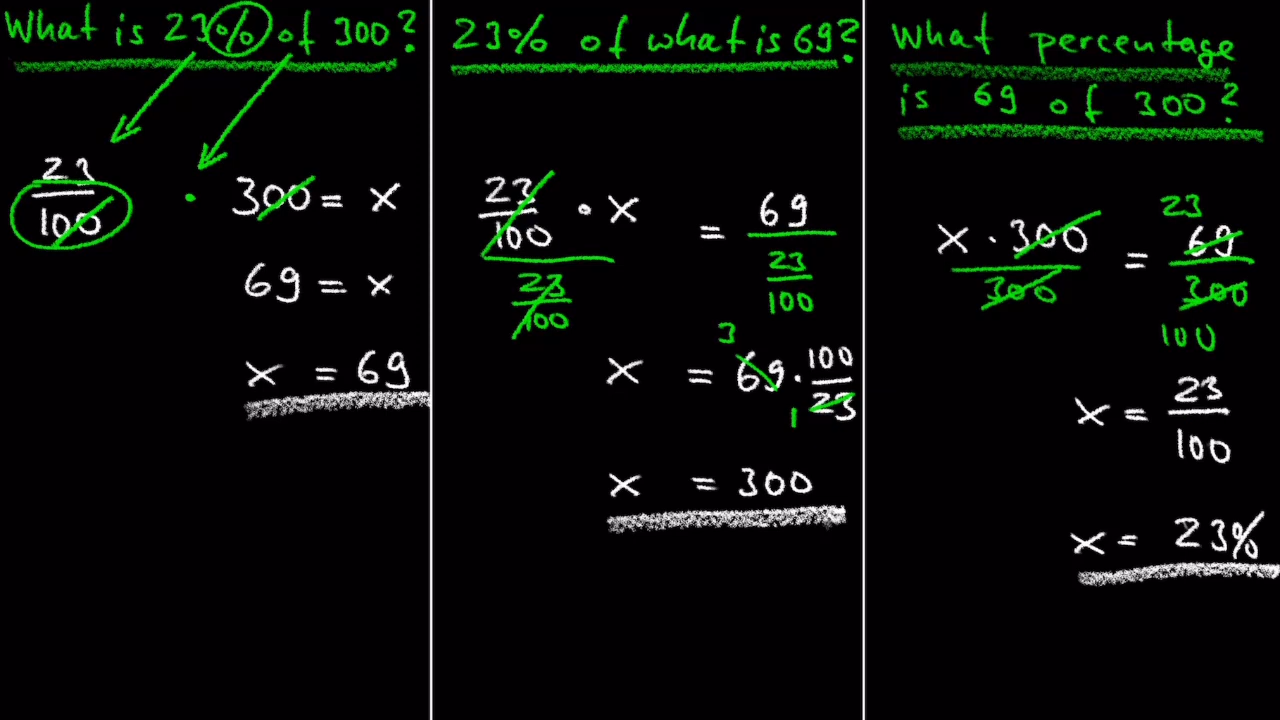 What is 23% of 300?
23
100
· 300 = x
69 = x
x = 69
23% of what is 69?
23
100
· x = 69
23
100
23
100
3
x = 69 · 100
1 23
x = 300
What percentage
is 69 of 300?
23
x · 300 = 69
300 300
100
x = 23
100
x = 23%